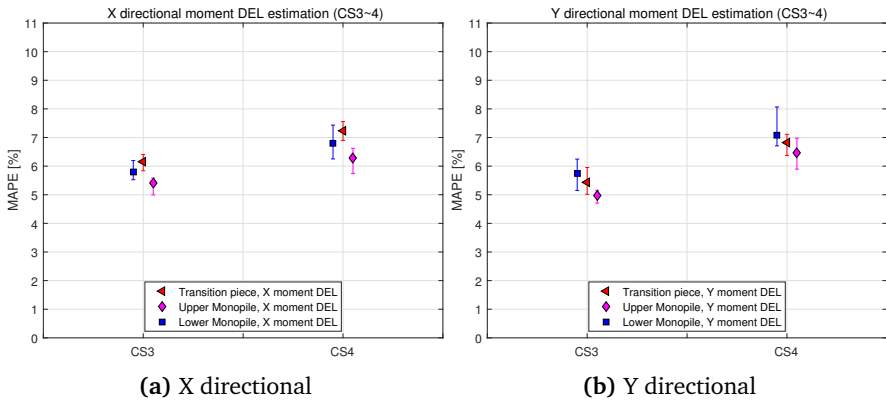 X directional moment DEL estimation (CS3~4)
11
10
9
8
7
6
5
4
3
2
1
0
MAPE [%]
Transition piece, X moment DEL
Upper Monopile, X moment DEL
Lower Monopile, X moment DEL
CS3
CS4
(a) X directional
Y directional moment DEL estimation (CS3~4)
11
10
9
8
7
6
5
4
3
2
1
0
MAPE [%]
Transition piece, Y moment DEL
Upper Monopile, Y moment DEL
Lower Monopile, Y moment DEL
CS3
CS4
(b) Y directional